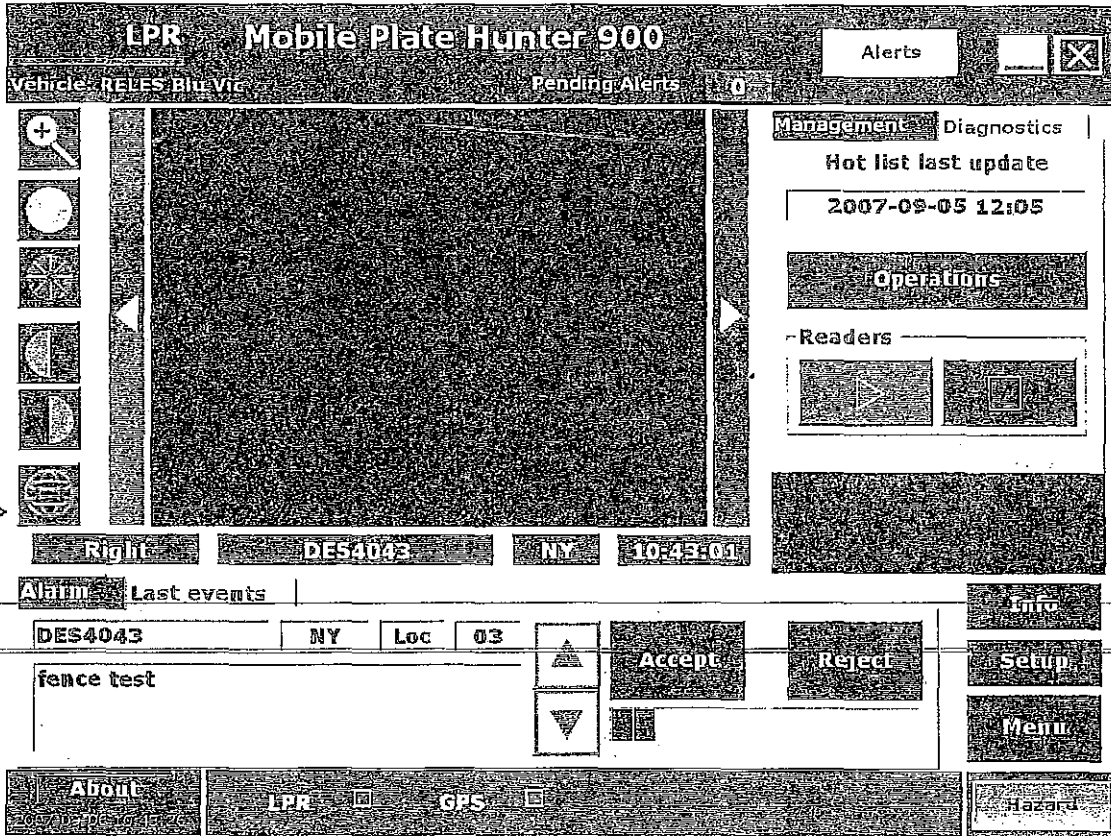 LPR Mobile Plate Hunter 900 Alerts
Vehicle: RELES Blu Vic Pending Alerts 0
Management Diagnostics
Hot list last update
2007-09-05 12:05
Operations
Readers
Right DES4043 NY 10:43:01
Alarm Last events
Info
DES4043 NY Loc 03
Accept Reject
Setup
fence test
Menu
About LPR GPS
Hazard